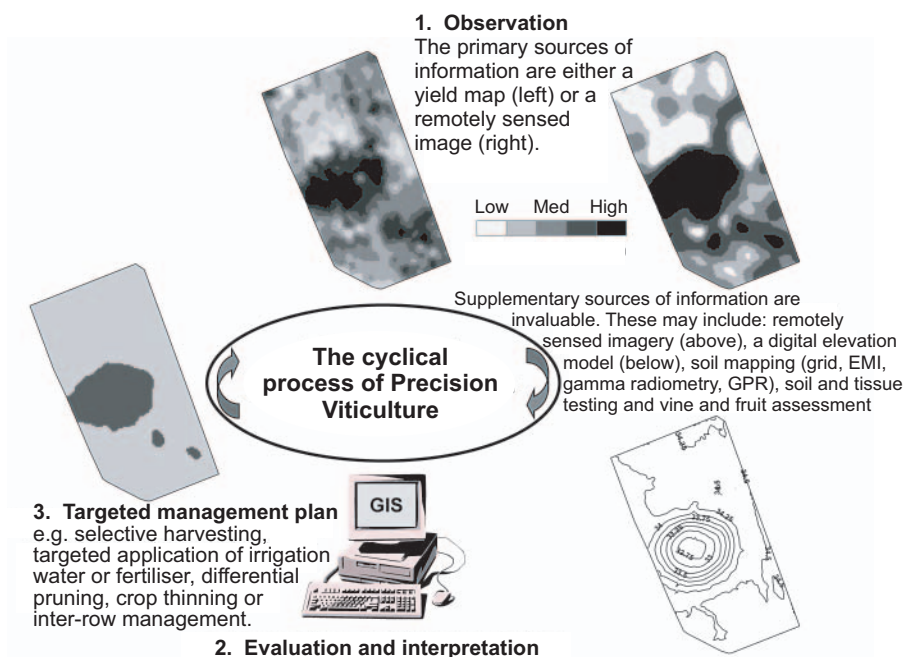 1. Observation
The primary sources of
information are either a
yield map (left) or a
remotely sensed
image (right).
Low Med High
Supplementary sources of information are
invaluable. These may include: remotely
sensed imagery (above), a digital elevation
model (below), soil mapping (grid, EMI,
gamma radiometry, GPR), soil and tissue
testing and vine and fruit assessment
The cyclical
process of Precision
Viticulture
GIS
3. Targeted management plan
e.g. selective harvesting,
targeted application of irrigation
water or fertiliser, differential
pruning, crop thinning or
inter-row management.
2. Evaluation and interpretation
34.25